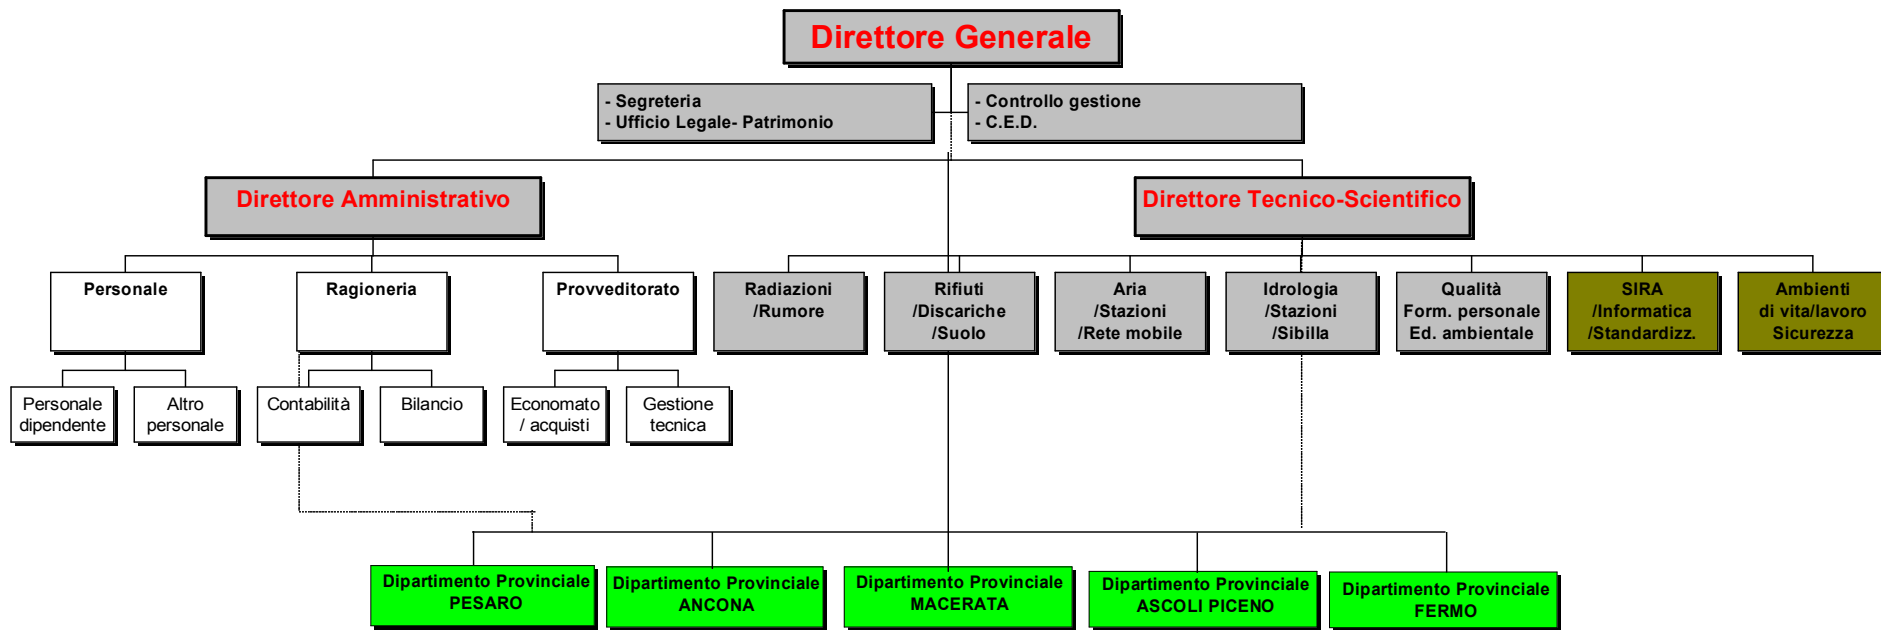 Direttore Generale
- Segreteria
- Ufficio Legale- Patrimonio
- Controllo gestione
- C.E.D.
Direttore Amministrativo
Direttore Tecnico-Scientifico
Personale
Ragioneria
Provveditorato
Radiazioni
/Rumore
Rifiuti
/Discariche
/Suolo
Aria
/Stazioni
/Rete mobile
Idrologia
/Stazioni
/Sibilla
Qualità
Form. personale
Ed. ambientale
SIRA
/Informatica
/Standardizz.
Ambienti
di vita/lavoro
Sicurezza
Personale
dipendente
Altro
personale
Contabilità
Bilancio
Economato
/ acquisti
Gestione
tecnica
Dipartimento Provinciale
PESARO
Dipartimento Provinciale
ANCONA
Dipartimento Provinciale
MACERATA
Dipartimento Provinciale
ASCOLI PICENO
Dipartimento Provinciale
FERMO